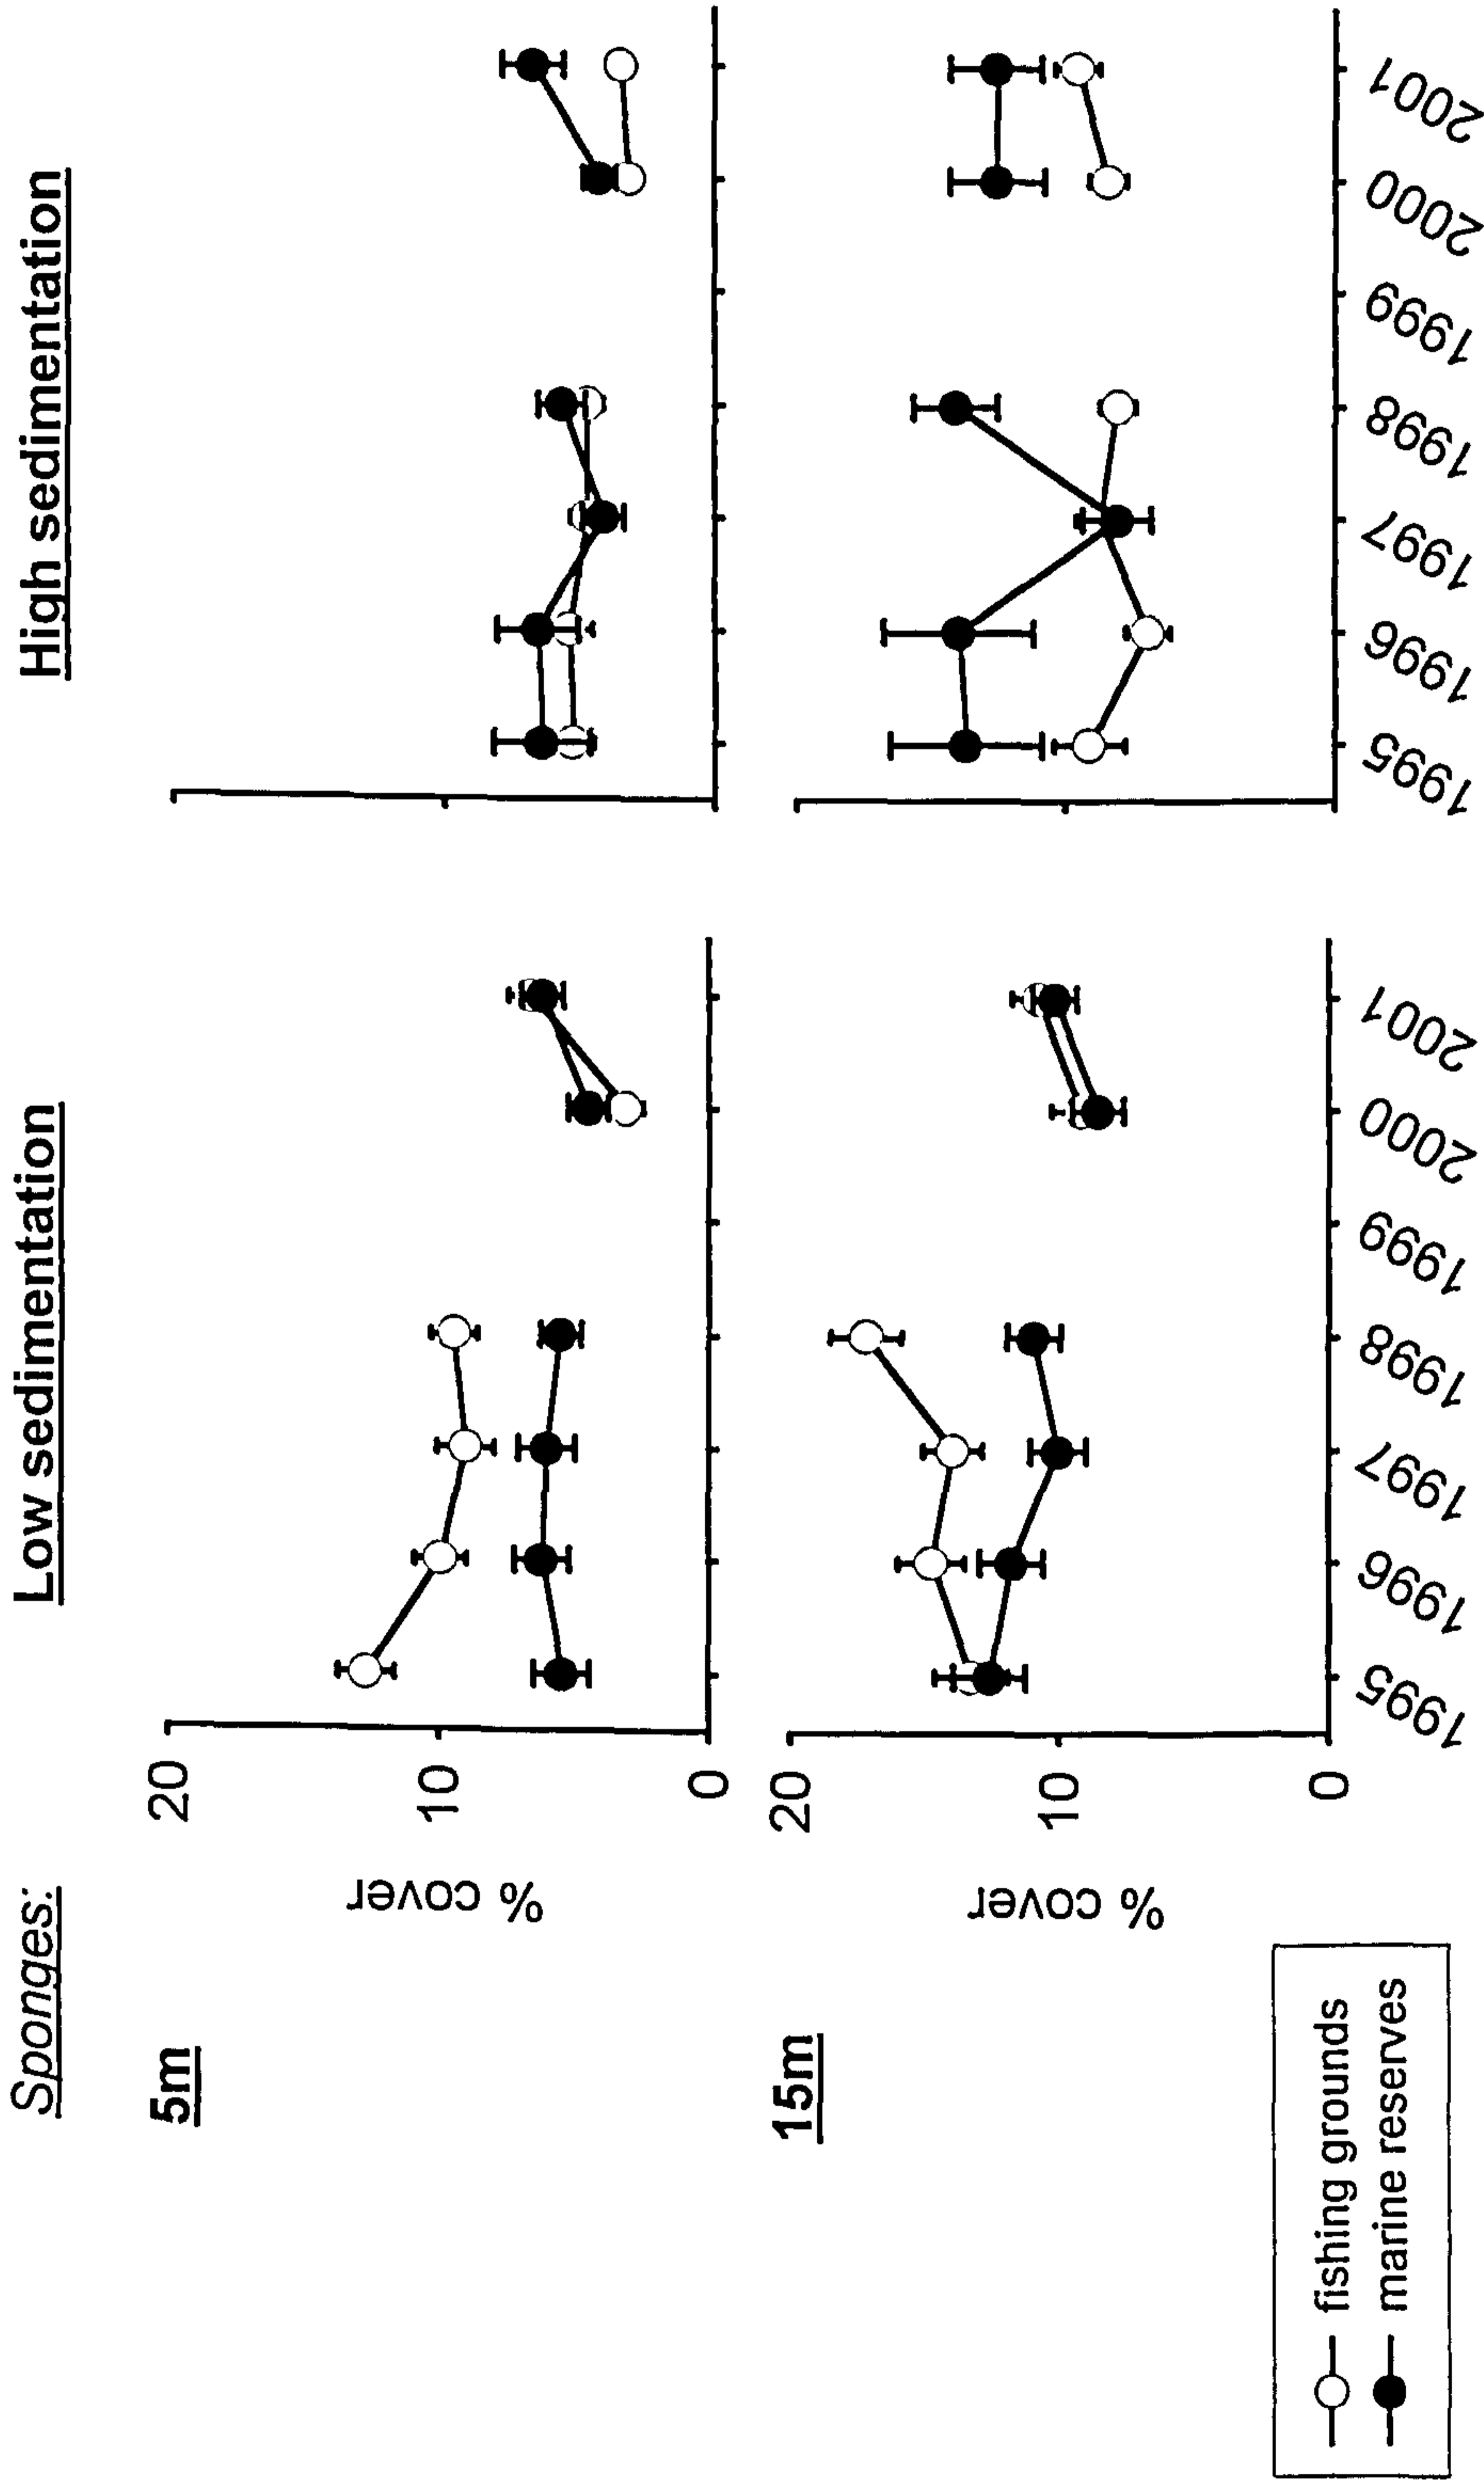 Sponges:
Low sedimentation
High sedimentation
5m
% cover
20
10
0
15m
% cover
20
10
0
1995 1996 1997 1998 1999 2000 2001
1995 1996 1997 1998 1999 2000 2001
fishing grounds
marine reserves